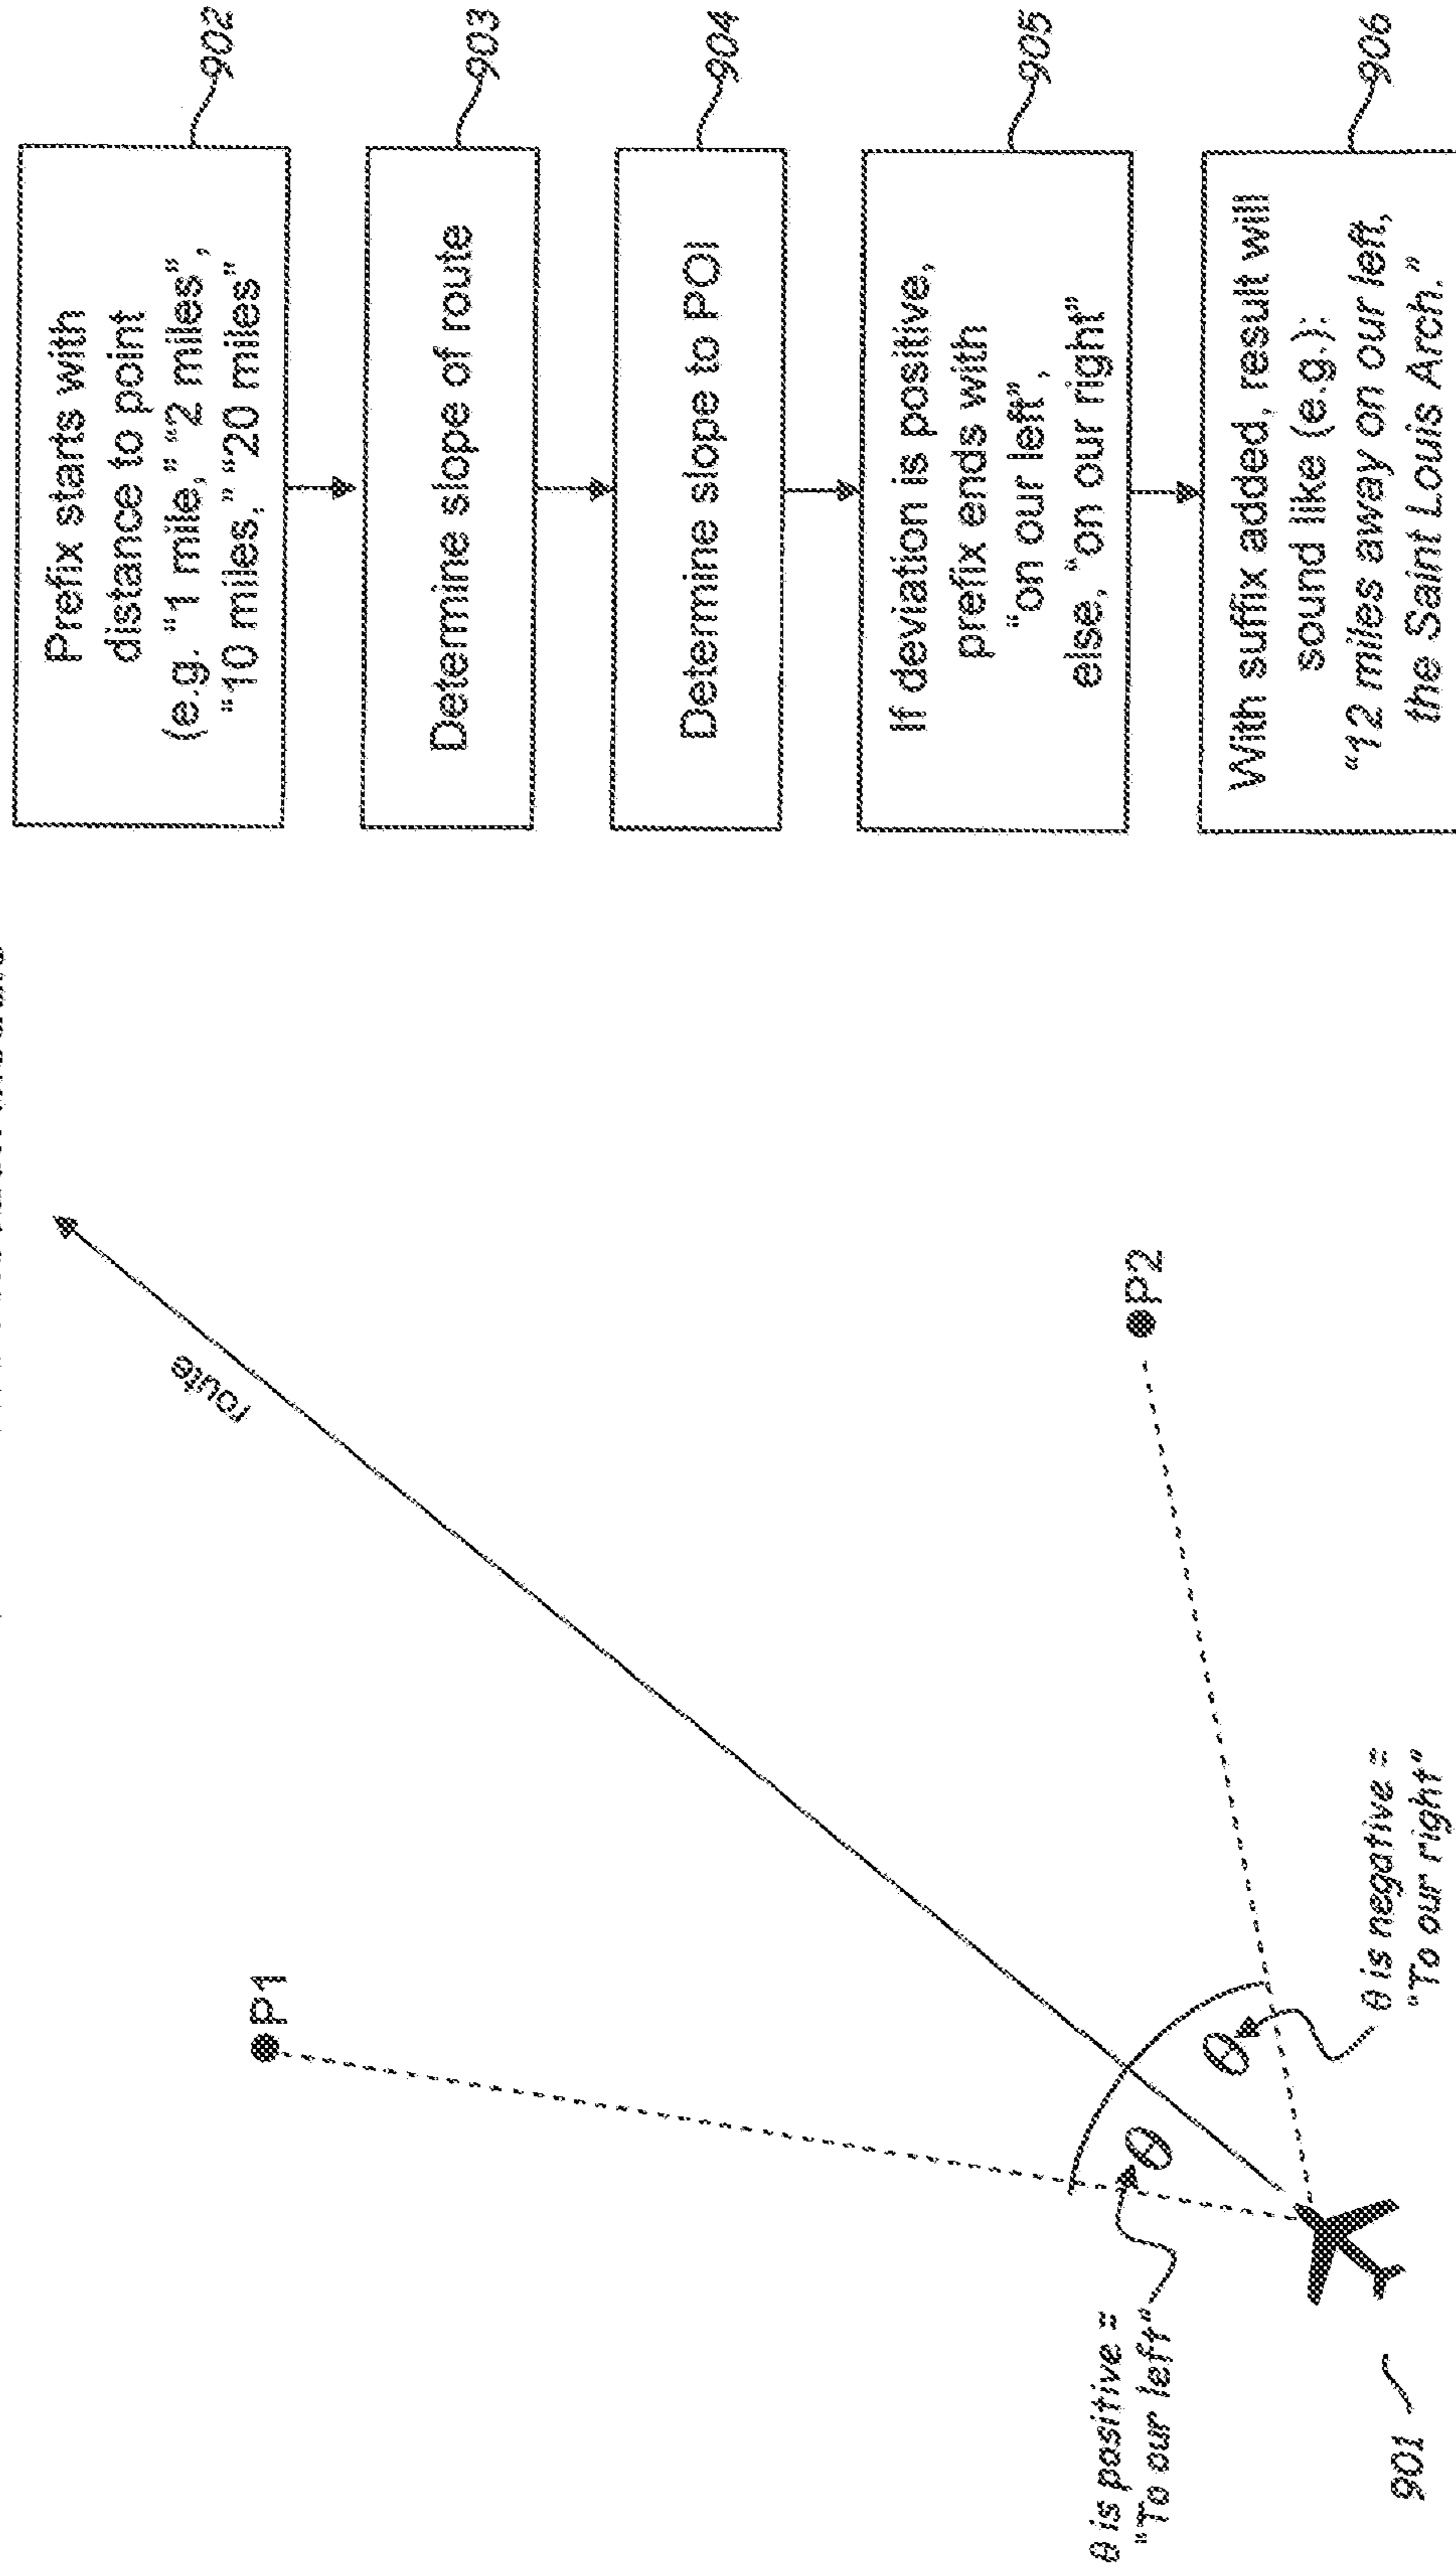 θ is positive =
"To our left"
901
P1
route
θ
θ
P2
θ is negative =
"To our right"
Prefix starts with
distance to point
(e.g. "1 mile," "2 miles",
"10 miles," "20 miles"
902
Determine slope of route
903
Determine slope to POI
904
If deviation is positive,
prefix ends with
"on our left",
else, "on our right"
905
With suffix added, result will
sound like (e.g.):
"12 miles away on our left,
the Saint Louis Arch."
906